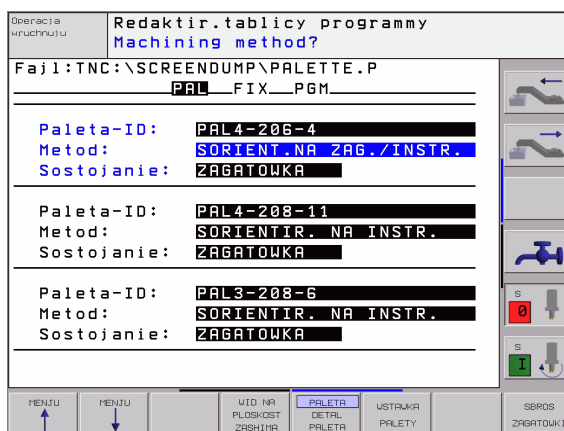 Operacja
wruchnuju
Redaktir.tablicy programmy
Machining method?
Fajl:TNC:\SCREENDUMP\PALETTE.P
PAL FIX PGM
Paleta-ID: PAL4-206-4
Metod: SORIENT.NA ZAG./INSTR.
Sostojanie: ZAGATOWKA
Paleta-ID: PAL4-208-11
Metod: SORIENTIR. NA INSTR.
Sostojanie: ZAGATOWKA
Paleta-ID: PAL3-208-6
Metod: SORIENTIR. NA INSTR.
Sostojanie: ZAGATOWKA
S
0
S
I
MENJU
MENJU
WID NA
PLOSKOST
ZASHIMA
PALETA
DETAL
PALETA
WSTAWKA
PALETY
SBROS
ZAGATOWKI